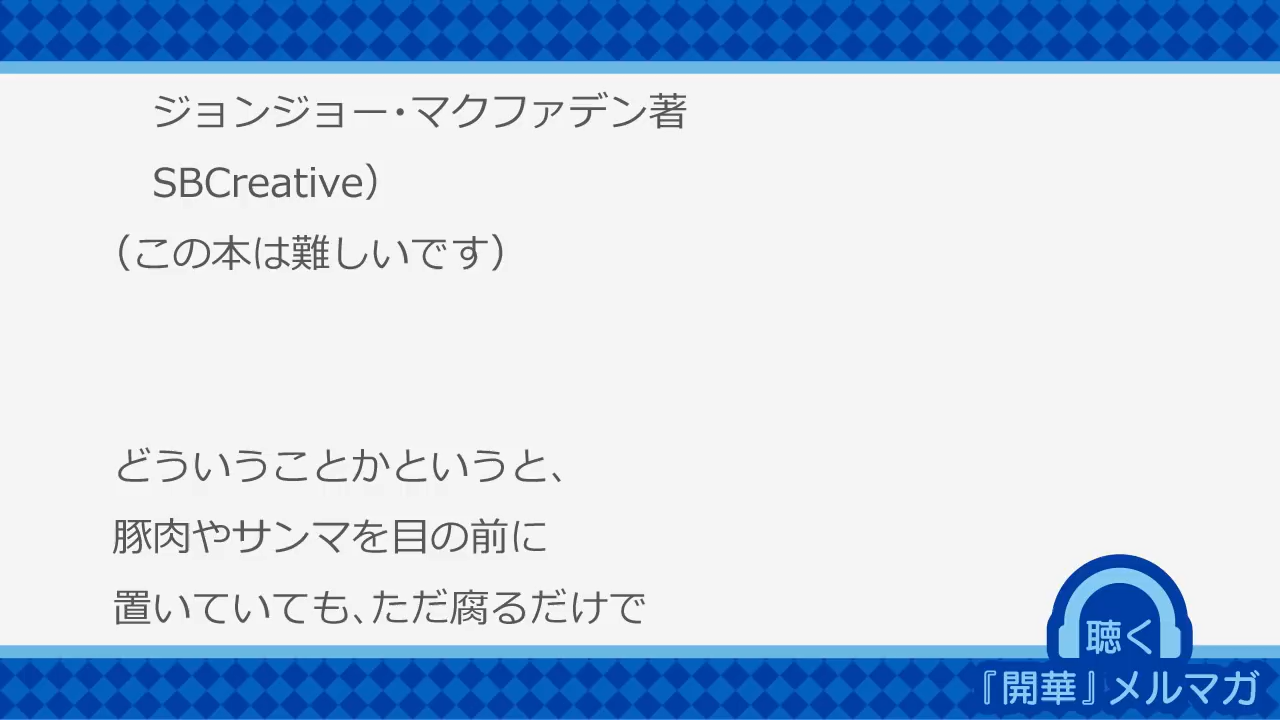 ジョンジョー・マクファデン著
SBCreative）
（この本は難しいです）
どういうことかというと、
豚肉やサンマを目の前に
置いていても、ただ腐るだけで
聴く
『開華』メルマガ